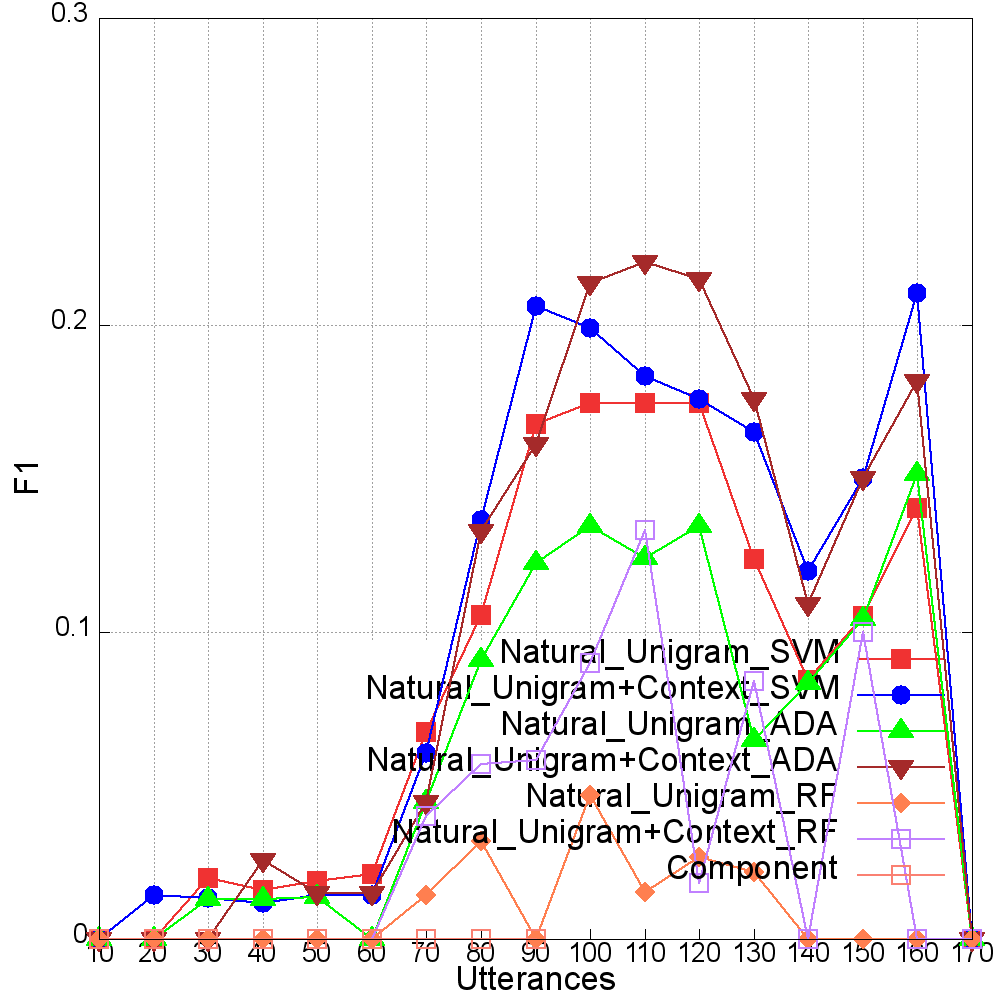 0.3
0.2
0.1
0
F1
Natural_Unigram_SVM
Natural_Unigram+Context_SVM
Natural_Unigram_ADA
Natural_Unigram+Context_ADA
Natural_Unigram_RF
Natural_Unigram+Context_RF
Component
10 20 30 40 50 60 70 80 90 100 110 120 130 140 150 160 170
Utterances